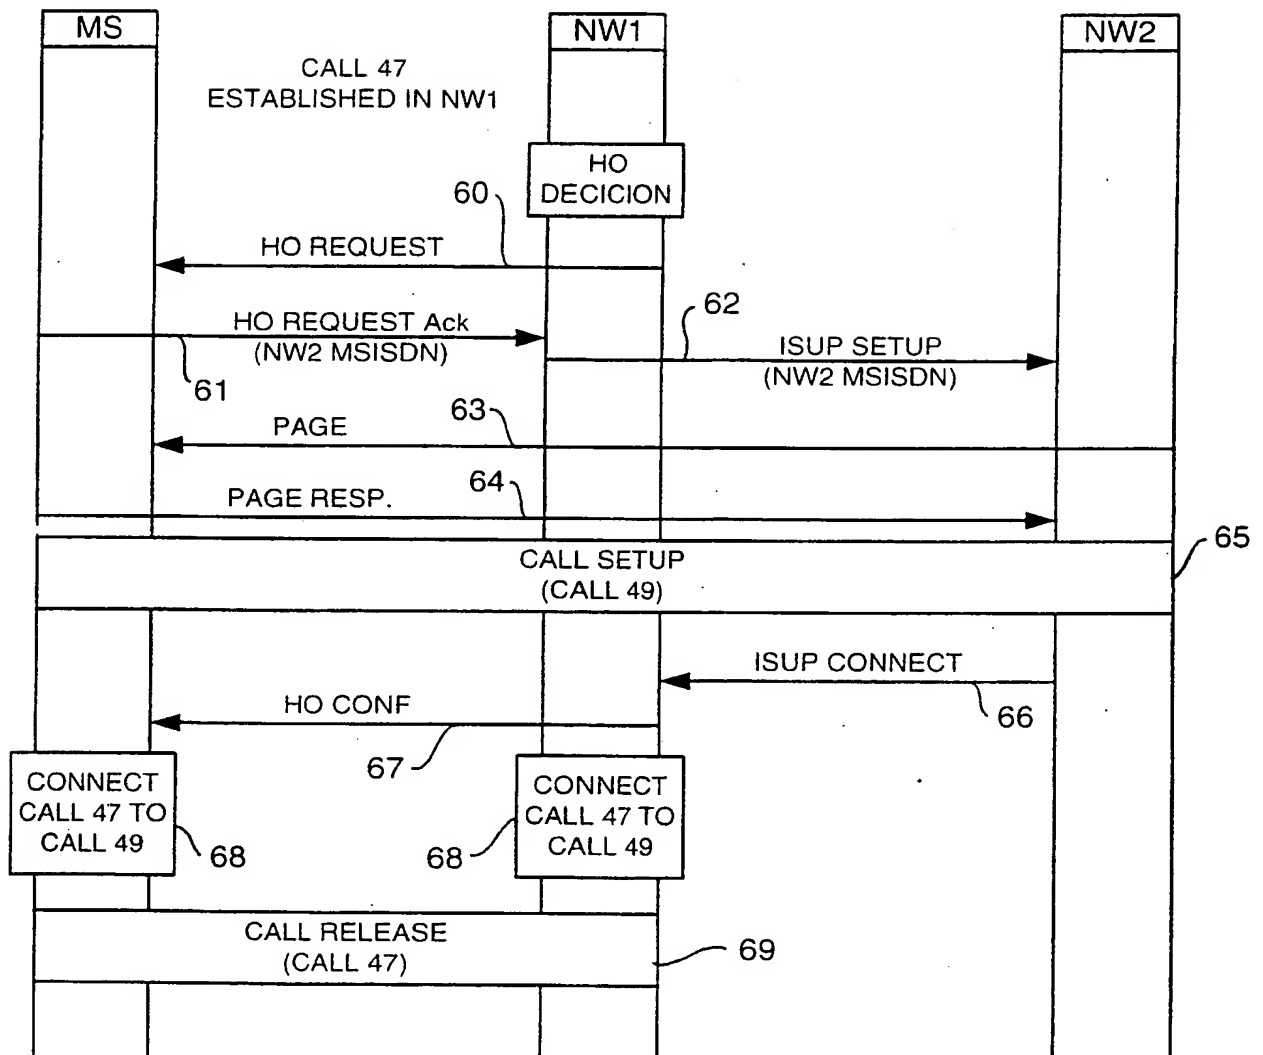 MS
NW1
NW2
CALL 47
ESTABLISHED IN NW1
HO
DECICION
60
HO REQUEST
62
HO REQUEST Ack
(NW2 MSISDN)
ISUP SETUP
(NW2 MSISDN)
61
63
PAGE
64
PAGE RESP.
65
CALL SETUP
(CALL 49)
ISUP CONNECT
66
HO CONF
67
CONNECT
CALL 47 TO
CALL 49
68
CONNECT
CALL 47 TO
CALL 49
68
CALL RELEASE
(CALL 47)
69